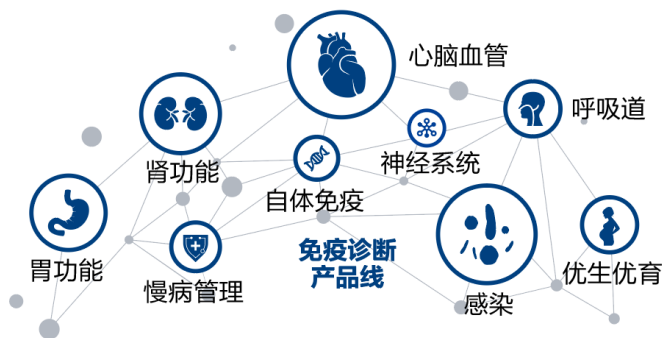 心脑血管
呼吸道
肾功能
神经系统
自体免疫
胃功能
慢病管理
免疫诊断
产品线
感染
优生优育